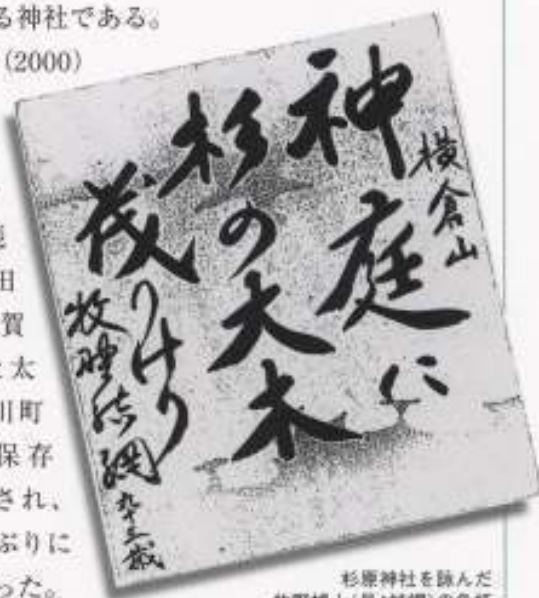 る神社である。
(2000)
田
賀
太
川町
保存
され、
ぶりに
った。
横倉山
神庭に
杉の大木
茂りけり
牧野結網 九十三歳
杉原神社を詠んだ